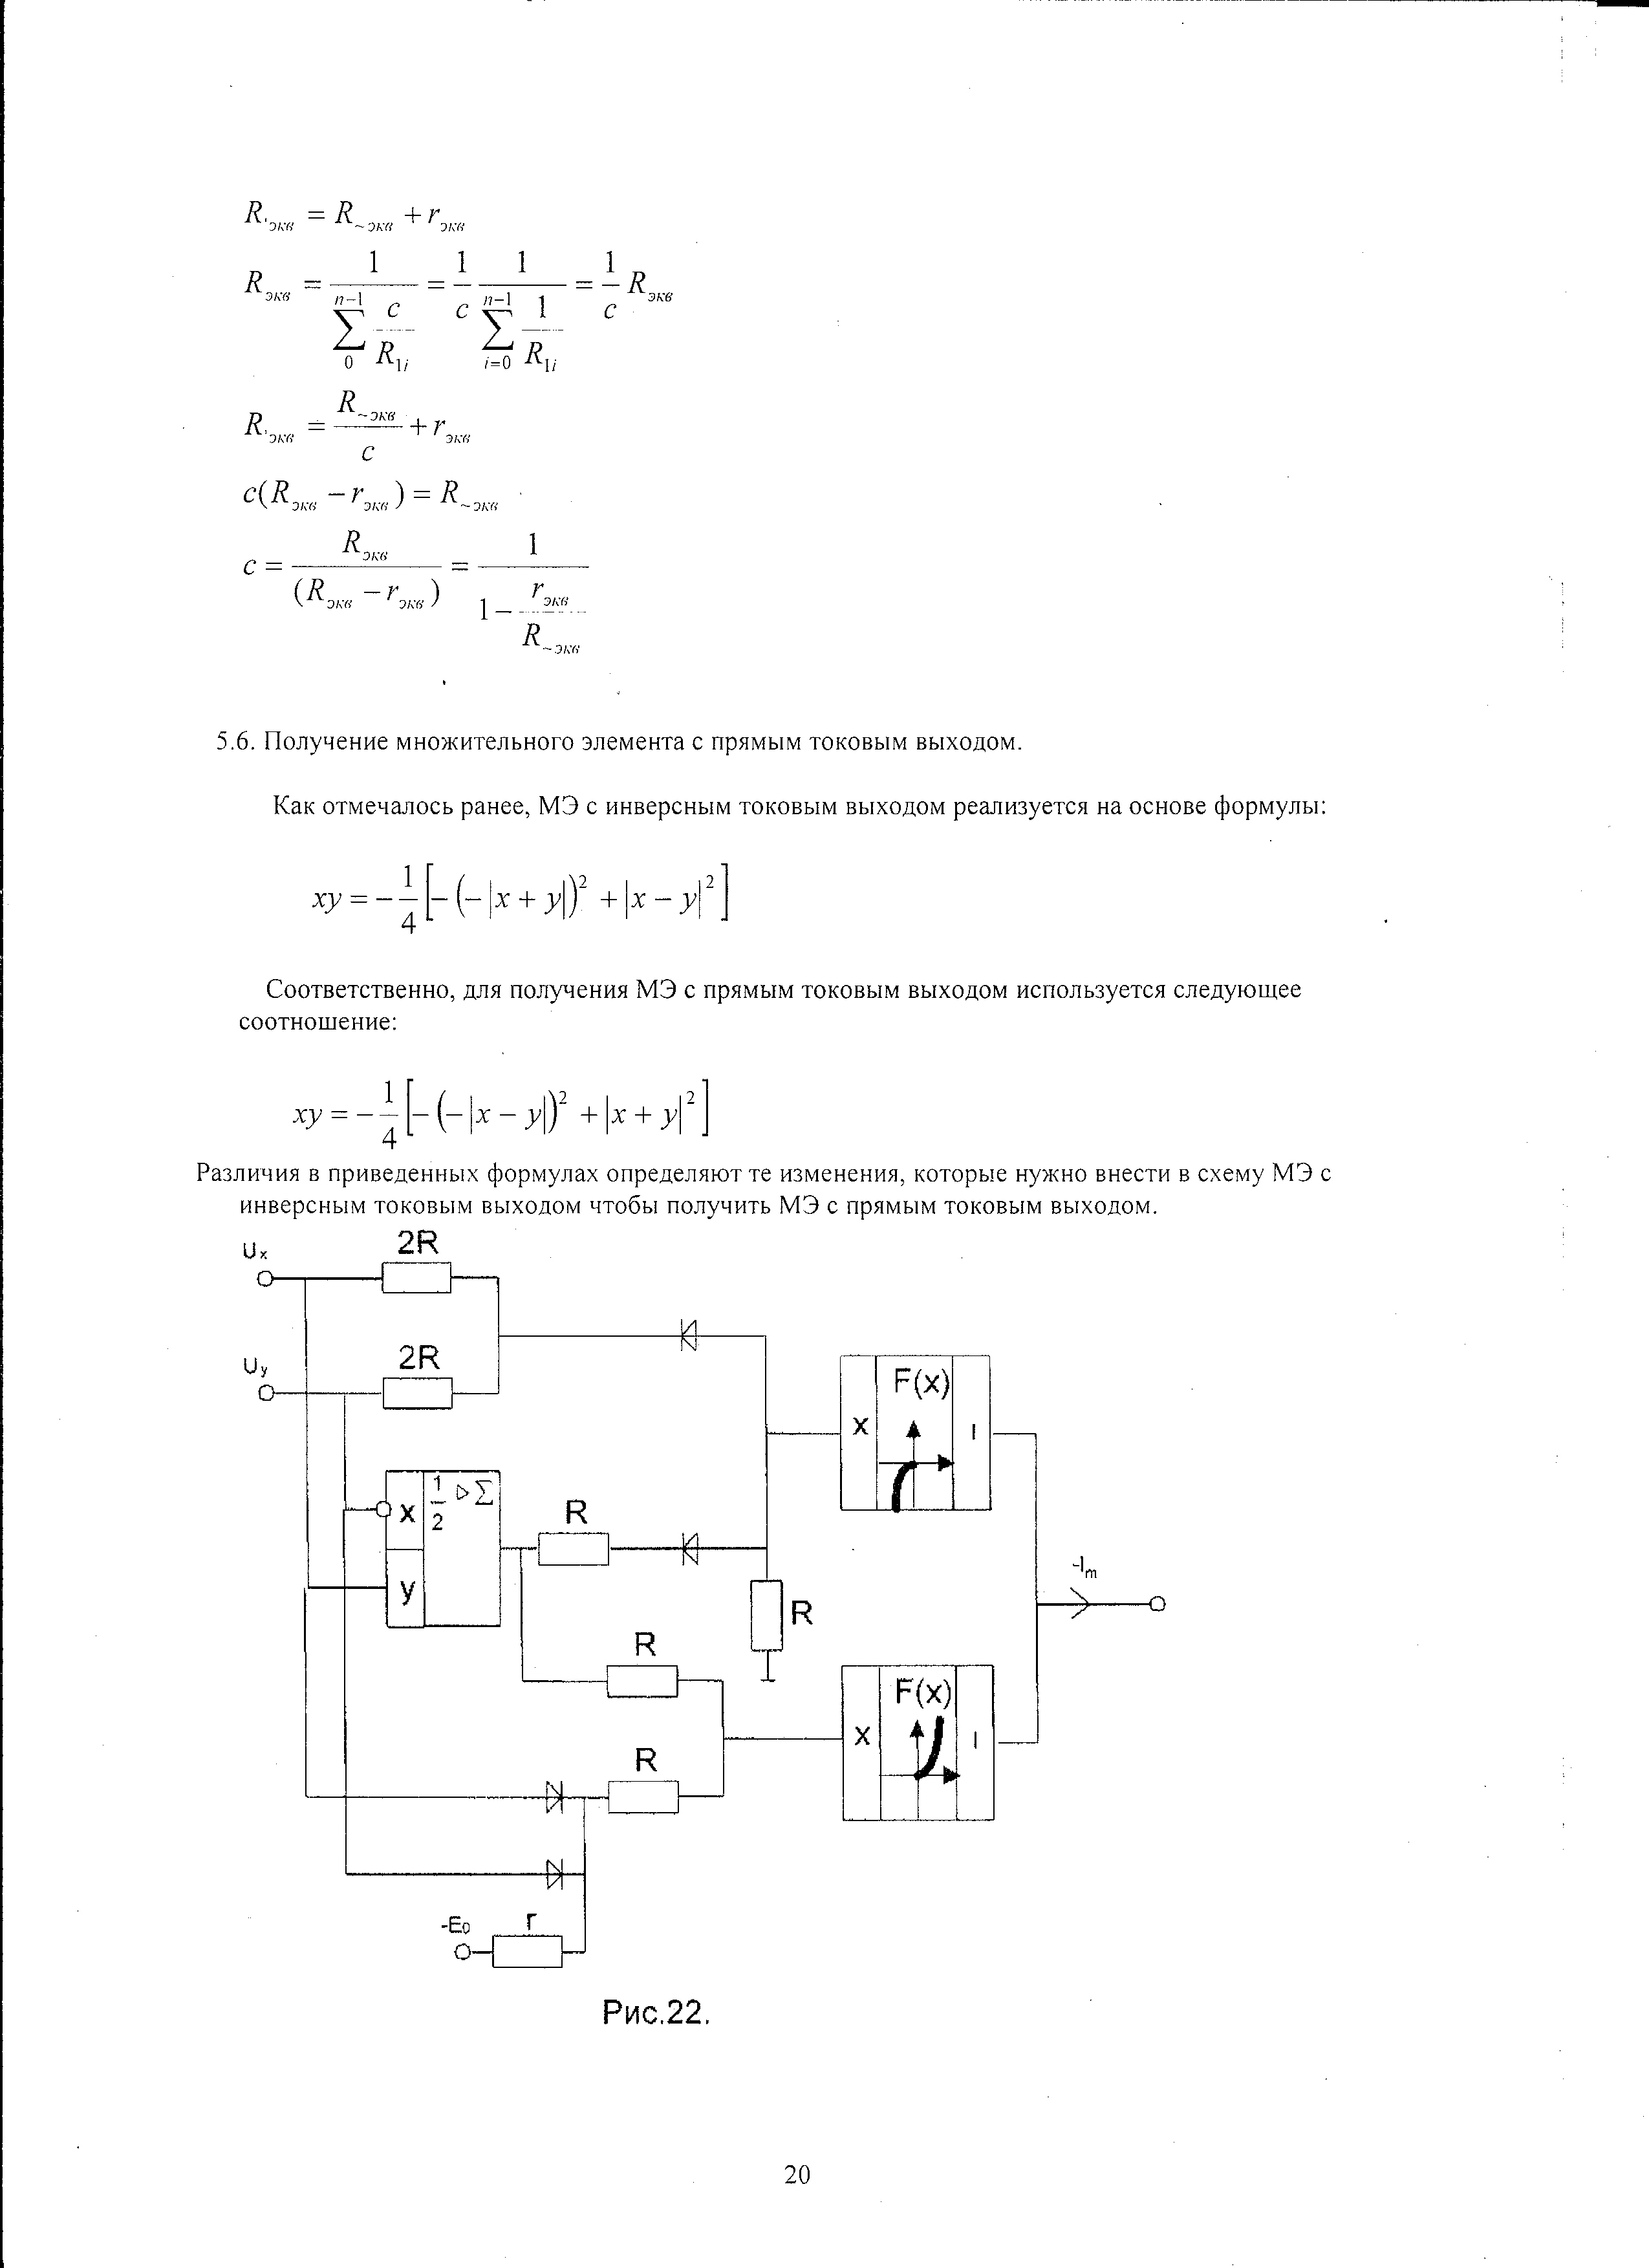 R'экв = R~экв + rэкв
Rэкв = 1 / (∑_{0}^{n-1} c/R1i) = 1/c · 1 / (∑_{i=0}^{n-1} 1/R1i) = 1/c Rэкв
R'экв = R~экв / c + rэкв
c(Rэкв − rэкв) = R~экв
c = Rэкв / (Rэкв − rэкв) = 1 / (1 − rэкв / R~экв)
5.6. Получение множительного элемента с прямым токовым выходом.
Как отмечалось ранее, МЭ с инверсным токовым выходом реализуется на основе формулы:
xy = −1/4 [−(−|x + y|)² + |x − y|²]
Соответственно, для получения МЭ с прямым токовым выходом используется следующее
соотношение:
xy = −1/4 [−(−|x − y|)² + |x + y|²]
Различия в приведенных формулах определяют те изменения, которые нужно внести в схему МЭ с
инверсным токовым выходом чтобы получить МЭ с прямым токовым выходом.
Ux
2R
Uy
2R
F(x)
X
I
X
1/2
▷∑
y
R
R
-Im
R
F(x)
X
I
R
-E0
r
Рис.22.
20